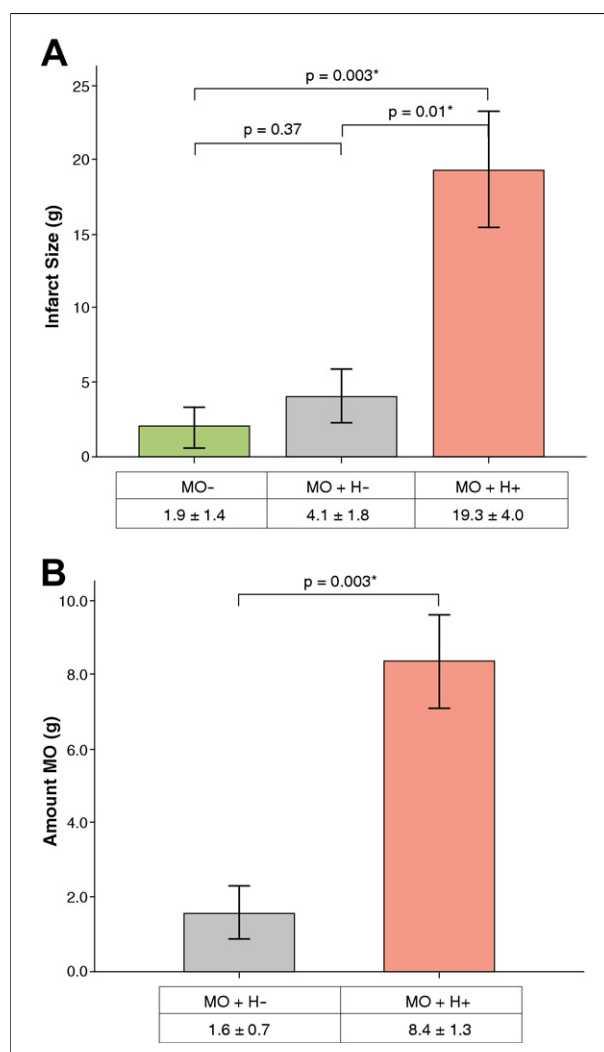 A
p = 0.003*
p = 0.37
p = 0.01*
Infarct Size (g)
25
20
15
10
5
0
MO- MO + H- MO + H+
1.9 ± 1.4 4.1 ± 1.8 19.3 ± 4.0
B
p = 0.003*
Amount MO (g)
10.0
8.0
6.0
4.0
2.0
0.0
MO + H- MO + H+
1.6 ± 0.7 8.4 ± 1.3